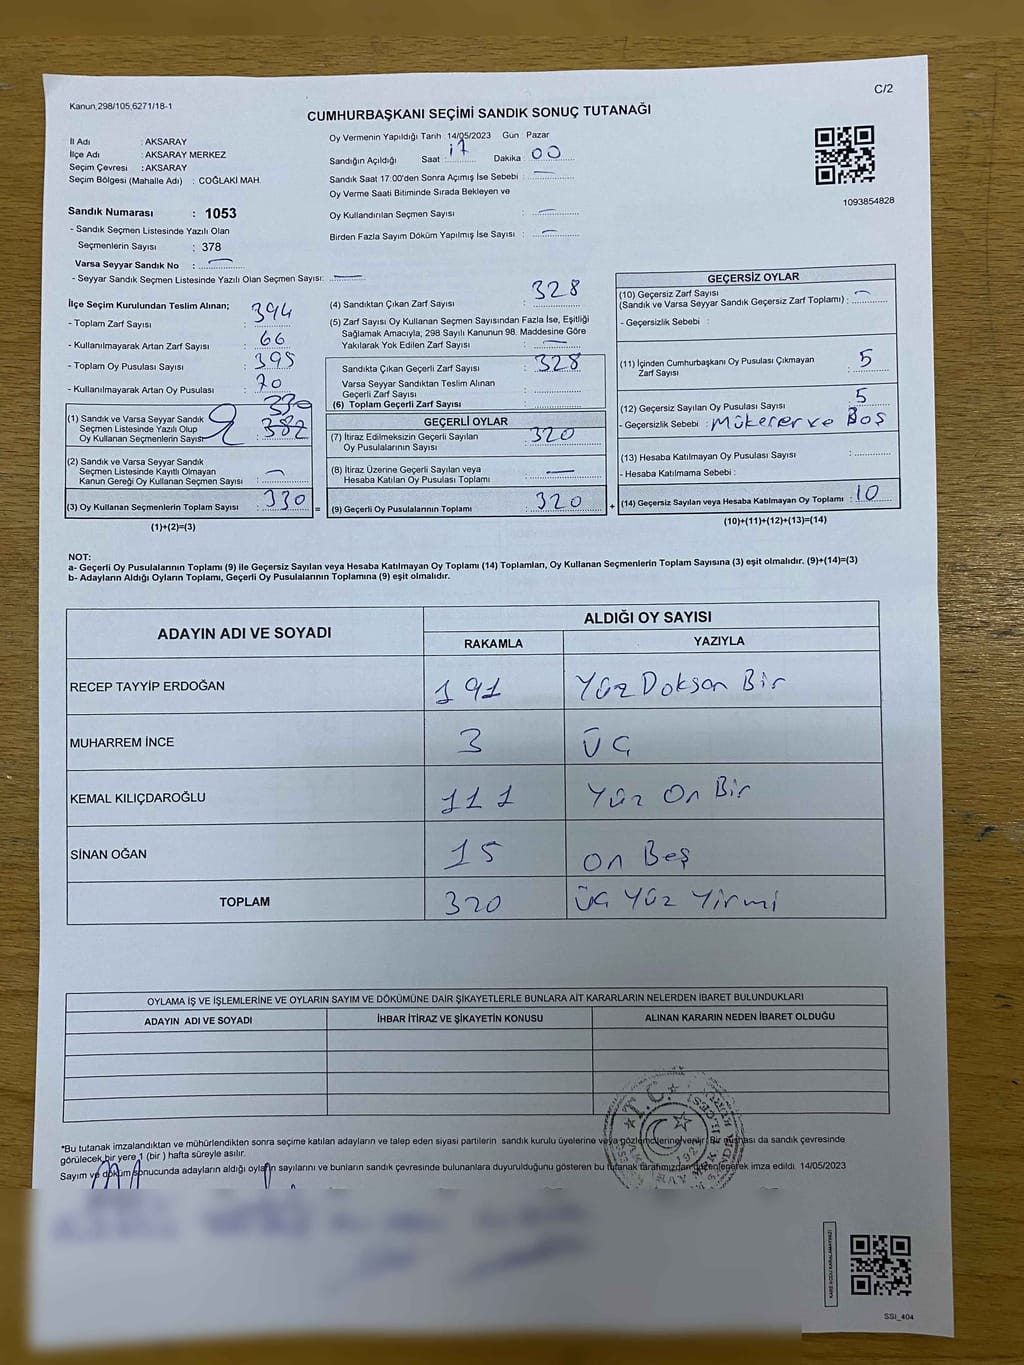 C/2
Kanun,298/105,6271/18-1
CUMHURBAŞKANI SEÇİMİ SANDIK SONUÇ TUTANAĞI
İl Adı : AKSARAY
İlçe Adı : AKSARAY MERKEZ
Seçim Çevresi : AKSARAY
Seçim Bölgesi (Mahalle Adı) : COĞLAKİ MAH.
Sandık Numarası : 1053
- Sandık Seçmen Listesinde Yazılı Olan
Seçmenlerin Sayısı : 378
Varsa Seyyar Sandık No : —
- Seyyar Sandık Seçmen Listesinde Yazılı Olan Seçmen Sayısı: —
Oy Vermenin Yapıldığı Tarih : 14/05/2023 Gün : Pazar
Sandığın Açıldığı Saat : 17 Dakika : 00
Sandık Saat 17:00'den Sonra Açımış İse Sebebi : —
Oy Verme Saati Bitiminde Sırada Bekleyen ve
Oy Kullandırılan Seçmen Sayısı : —
Birden Fazla Sayım Döküm Yapılmış İse Sayısı : —
1093854828
İlçe Seçim Kurulundan Teslim Alınan;
- Toplam Zarf Sayısı : 394
- Kullanılmayarak Artan Zarf Sayısı : 66
- Toplam Oy Pusulası Sayısı : 395
- Kullanılmayarak Artan Oy Pusulası : 70
330
(1) Sandık ve Varsa Seyyar Sandık
Seçmen Listesinde Yazılı Olup
Oy Kullanan Seçmenlerin Sayısı : 382
(2) Sandık ve Varsa Seyyar Sandık
Seçmen Listesinde Kayıtlı Olmayan
Kanun Gereği Oy Kullanan Seçmen Sayısı : —
(3) Oy Kullanan Seçmenlerin Toplam Sayısı : 330
(1)+(2)=(3)
(4) Sandıktan Çıkan Zarf Sayısı : 328
(5) Zarf Sayısı Oy Kullanan Seçmen Sayısından Fazla İse, Eşitliği
Sağlamak Amacıyla, 298 Sayılı Kanunun 98. Maddesine Göre
Yakılarak Yok Edilen Zarf Sayısı : —
Sandıkta Çıkan Geçerli Zarf Sayısı : 328
Varsa Seyyar Sandıktan Teslim Alınan
Geçerli Zarf Sayısı :
(6) Toplam Geçerli Zarf Sayısı :
GEÇERLİ OYLAR
(7) İtiraz Edilmeksizin Geçerli Sayılan
Oy Pusulalarının Sayısı : 320
(8) İtiraz Üzerine Geçerli Sayılan veya
Hesaba Katılan Oy Pusulası Toplamı : —
= (9) Geçerli Oy Pusulalarının Toplamı : 320 +
GEÇERSİZ OYLAR
(10) Geçersiz Zarf Sayısı
(Sandık ve Varsa Seyyar Sandık Geçersiz Zarf Toplamı) : —
- Geçersizlik Sebebi :
(11) İçinden Cumhurbaşkanı Oy Pusulası Çıkmayan
Zarf Sayısı : 5
(12) Geçersiz Sayılan Oy Pusulası Sayısı : 5
- Geçersizlik Sebebi : Mükerer ve Boş
(13) Hesaba Katılmayan Oy Pusulası Sayısı :
- Hesaba Katılmama Sebebi :
(14) Geçersiz Sayılan veya Hesaba Katılmayan Oy Toplamı : 10
(10)+(11)+(12)+(13)=(14)
NOT:
a- Geçerli Oy Pusulalarının Toplamı (9) ile Geçersiz Sayılan veya Hesaba Katılmayan Oy Toplamı (14) Toplamları, Oy Kullanan Seçmenlerin Toplam Sayısına (3) eşit olmalıdır. (9)+(14)=(3)
b- Adayların Aldığı Oyların Toplamı, Geçerli Oy Pusulalarının Toplamına (9) eşit olmalıdır.
ADAYIN ADI VE SOYADI
ALDIĞI OY SAYISI
RAKAMLA YAZIYLA
RECEP TAYYİP ERDOĞAN 191 Yüz Doksan Bir
MUHARREM İNCE 3 ÜÇ
KEMAL KILIÇDAROĞLU 111 Yüz On Bir
SİNAN OĞAN 15 On Beş
TOPLAM 320 Üç Yüz Yirmi
OYLAMA İŞ VE İŞLEMLERİNE VE OYLARIN SAYIM VE DÖKÜMÜNE DAİR ŞİKAYETLERLE BUNLARA AİT KARARLARIN NELERDEN İBARET BULUNDUKLARI
ADAYIN ADI VE SOYADI İHBAR İTİRAZ VE ŞİKAYETİN KONUSU ALINAN KARARIN NEDEN İBARET OLDUĞU
T.C.
*Bu tutanak imzalandıktan ve mühürlendikten sonra seçime katılan adayların ve talep eden siyasi partilerin sandık kurulu üyelerine veya gözlemcilerine verilir. Bir nüshası da sandık çevresinde
görülecek bir yere 1 (bir ) hafta süreyle asılır.
Sayım ve döküm sonucunda adayların aldığı oyların sayılarını ve bunların sandık çevresinde bulunanlara duyurulduğunu gösteren bu tutanak tarafımızdan düzenlenerek imza edildi. 14/05/2023
KARE KODU KARALAMAYINIZ!
SSI_404